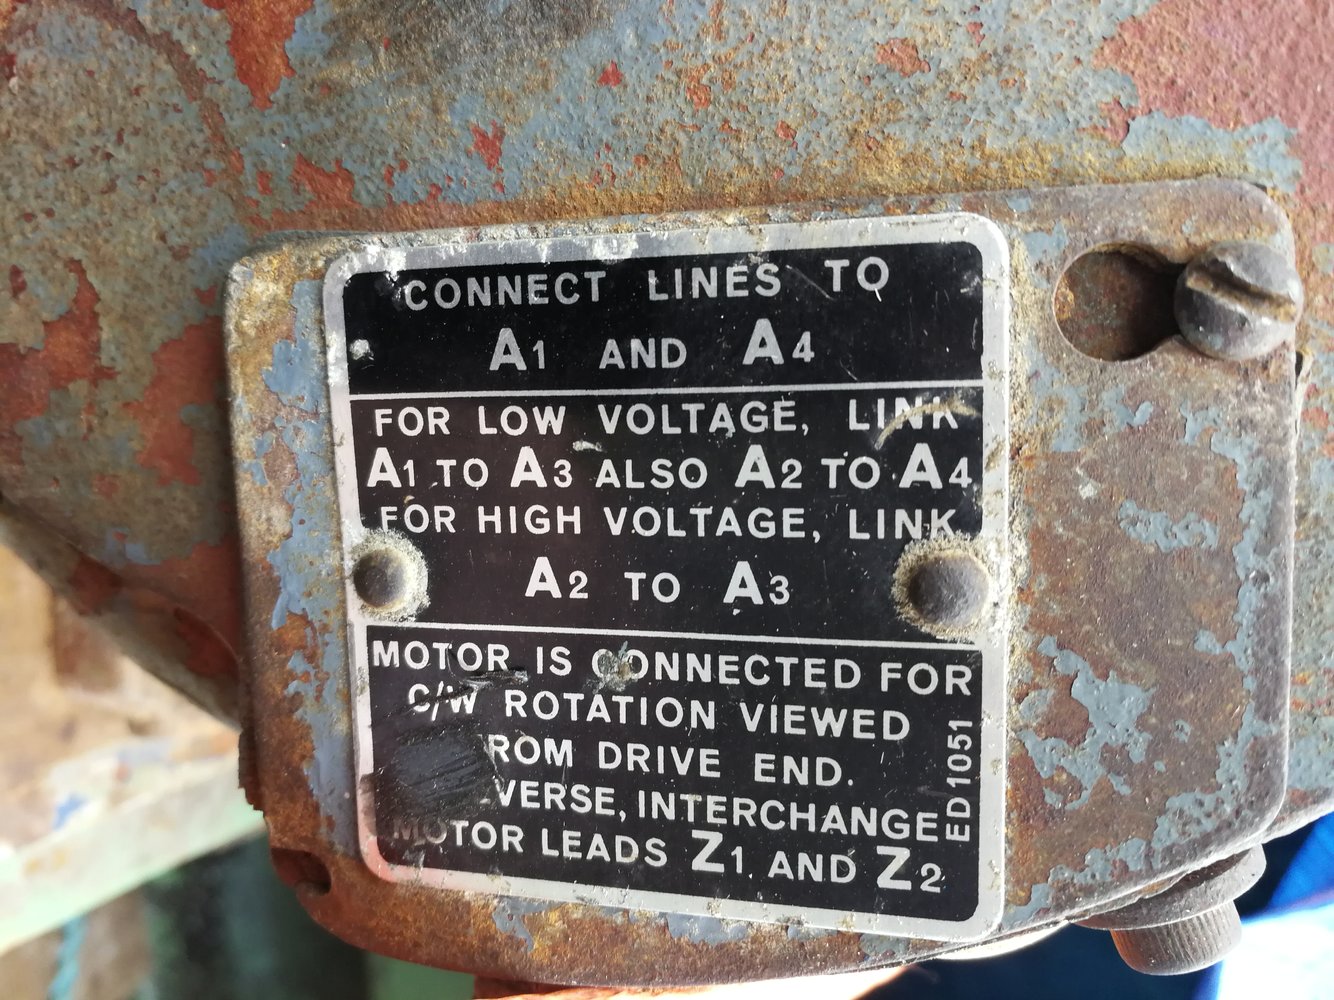 CONNECT LINES TO
A1 AND A4
FOR LOW VOLTAGE, LINK
A1 TO A3 ALSO A2 TO A4
FOR HIGH VOLTAGE, LINK
A2 TO A3
MOTOR IS CONNECTED FOR
C/W ROTATION VIEWED
FROM DRIVE END.
INTERCHANGE
MOTOR LEADS Z1 AND Z2
ED 1051